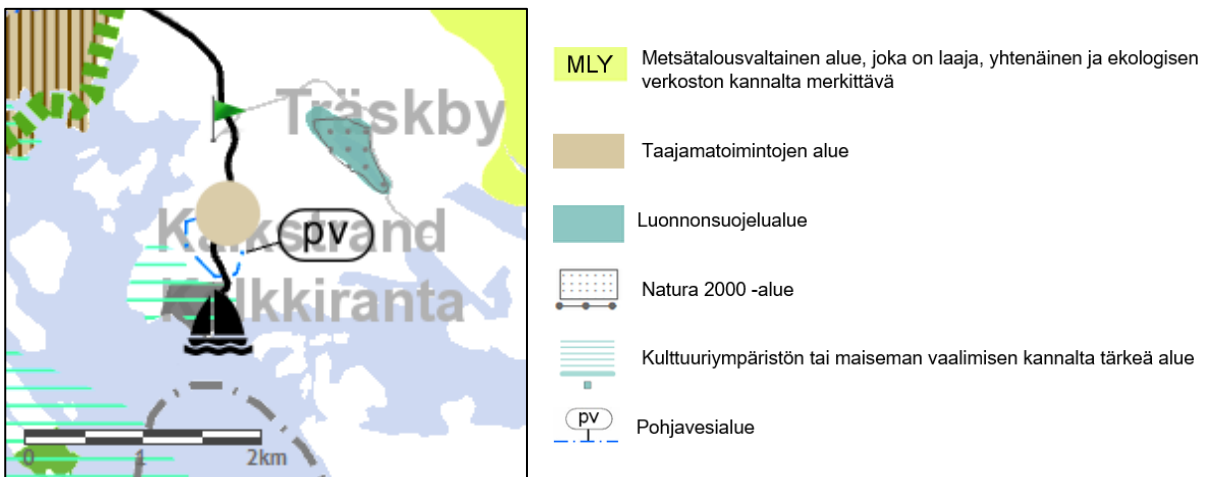 Träskby
Kalkstrand
pv
Kalkkiranta
0 1 2km
MLY
Metsätalousvaltainen alue, joka on laaja, yhtenäinen ja ekologisen
verkoston kannalta merkittävä
Taajamatoimintojen alue
Luonnonsuojelualue
Natura 2000 -alue
Kulttuuriympäristön tai maiseman vaalimisen kannalta tärkeä alue
pv
Pohjavesialue